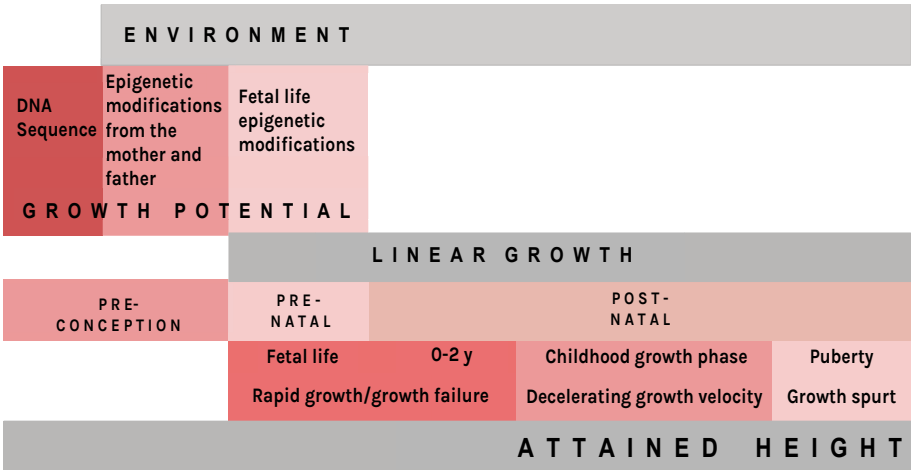 ENVIRONMENT
DNA
Sequence
Epigenetic
modifications
from the
mother and
father
Fetal life
epigenetic
modifications
GROWTH POTENTIAL
LINEAR GROWTH
PRE-
CONCEPTION
PRE-
NATAL
POST-
NATAL
Fetal life
0-2 y
Rapid growth/growth failure
Childhood growth phase
Decelerating growth velocity
Puberty
Growth spurt
ATTAINED HEIGHT